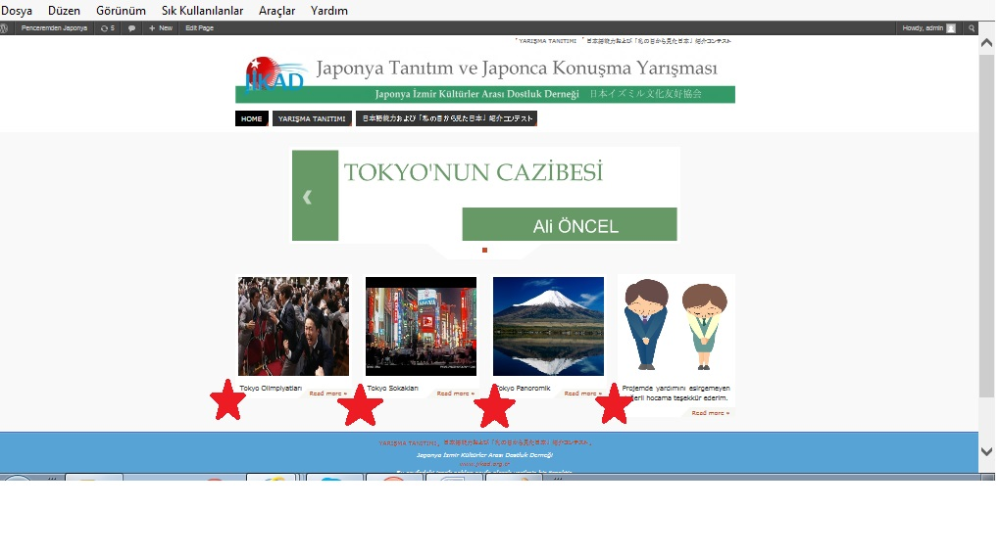 Dosya Düzen Görünüm Sık Kullanılanlar Araçlar Yardım
Penceremden Japonya 5 New Edit Page Howdy, admin
YARIŞMA TANITIMI 日本語能力および「私の目から見た日本」紹介コンテスト
JİKAD
Japonya Tanıtım ve Japonca Konuşma Yarışması
Japonya İzmir Kültürler Arası Dostluk Derneği 日本イズミル文化友好協会
HOME YARIŞMA TANITIMI 日本語能力および「私の目から見た日本」紹介コンテスト
TOKYO'NUN CAZİBESİ
Ali ÖNCEL
Tokyo Olimpiyatları Read more »
Tokyo Sokakları Read more »
Tokyo Panoromik Read more »
Projemde yardımını esirgemeyen
hocama teşekkür ederim.
Read more »
YARIŞMA TANITIMI 、日本語能力および「私の目から見た日本」紹介コンテスト 、
Japonya İzmir Kültürler Arası Dostluk Derneği
www.jikad.org.tr